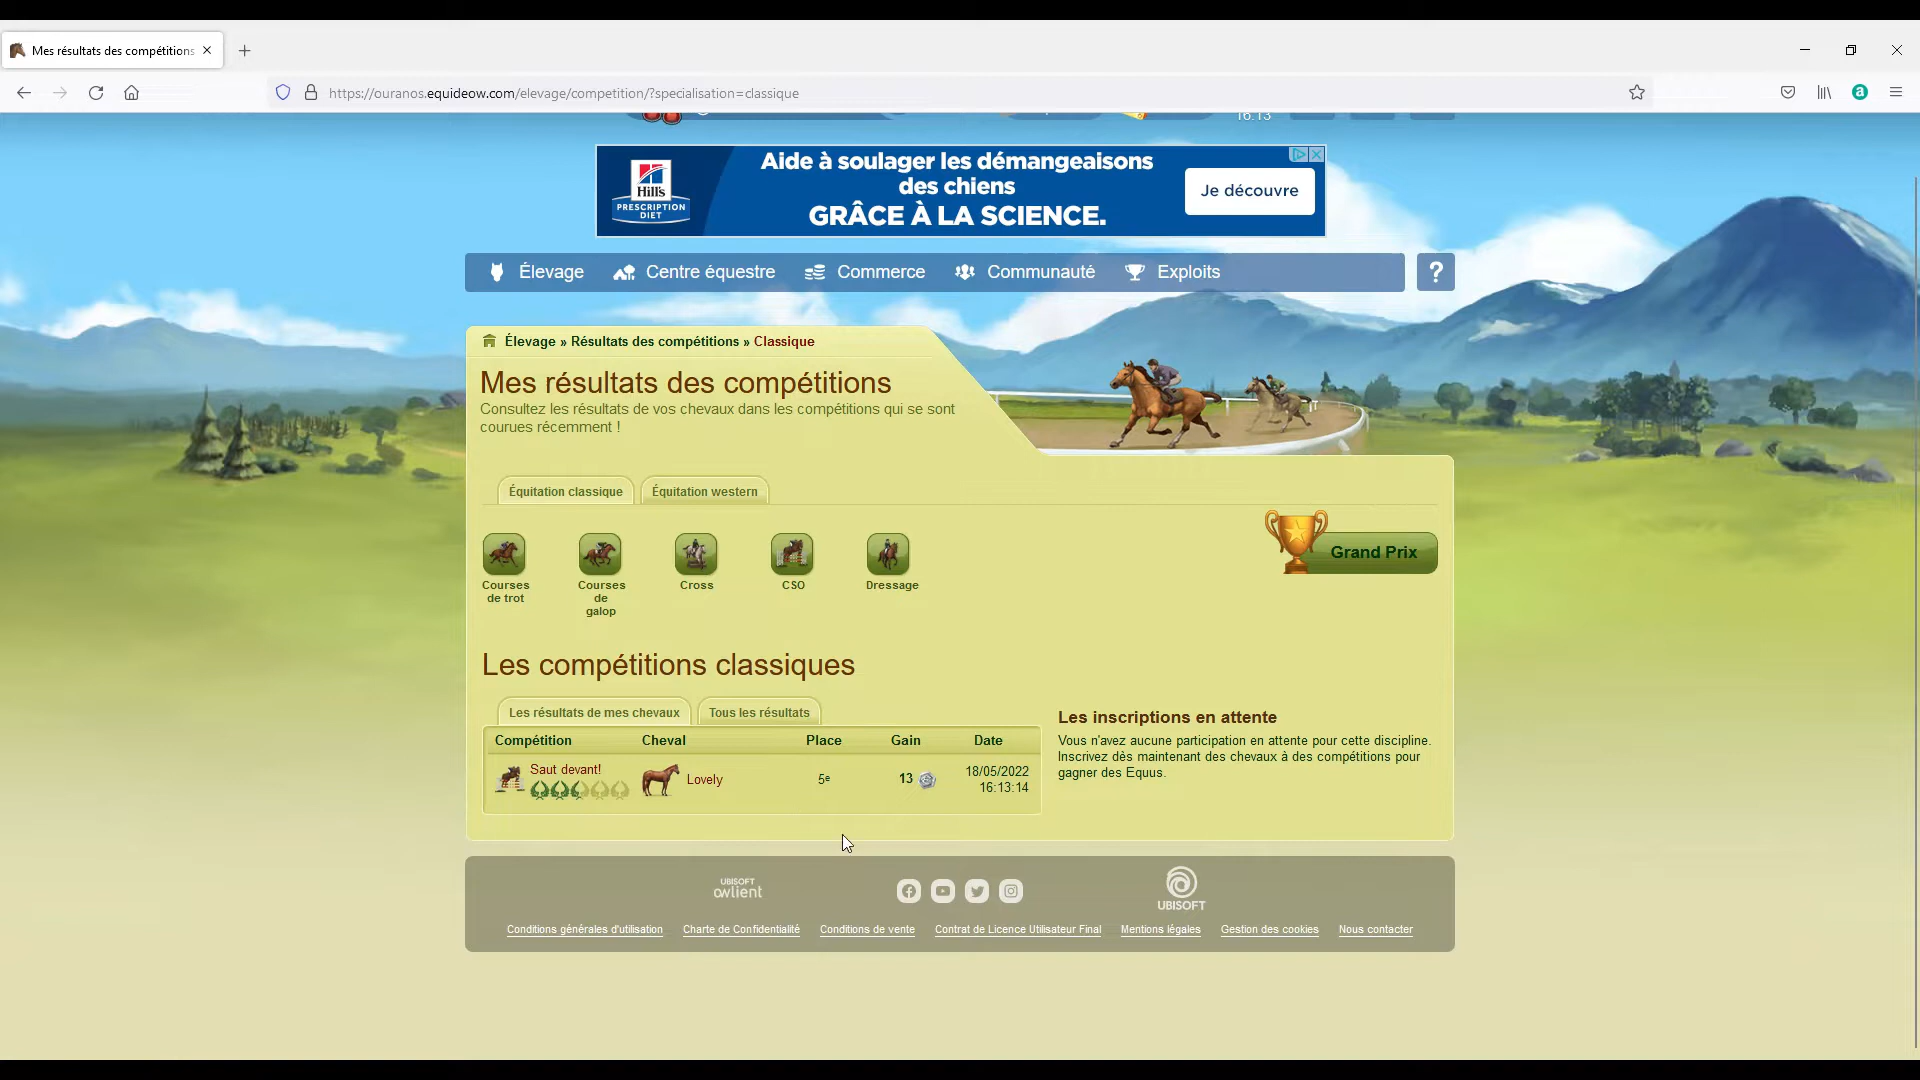 Mes résultats des compétitions
https://ouranos.equideow.com/elevage/competition/?specialisation=classique
a
16:13
Hill's
PRESCRIPTION
DIET
Aide à soulager les démangeaisons
des chiens
GRÂCE À LA SCIENCE.
Je découvre
Élevage
Centre équestre
Commerce
Communauté
Exploits
?
Élevage » Résultats des compétitions » Classique
Mes résultats des compétitions
Consultez les résultats de vos chevaux dans les compétitions qui se sont
courues récemment !
Équitation classique
Équitation western
Courses
de trot
Courses
de
galop
Cross
CSO
Dressage
Grand Prix
Les compétitions classiques
Les résultats de mes chevaux
Tous les résultats
Compétition Cheval Place Gain Date
Saut devant! Lovely 5e 13 18/05/2022
16:13:14
Les inscriptions en attente
Vous n'avez aucune participation en attente pour cette discipline.
Inscrivez dès maintenant des chevaux à des compétitions pour
gagner des Equus.
UBISOFT
owlient
UBISOFT
Conditions générales d'utilisation
Charte de Confidentialité
Conditions de vente
Contrat de Licence Utilisateur Final
Mentions légales
Gestion des cookies
Nous contacter